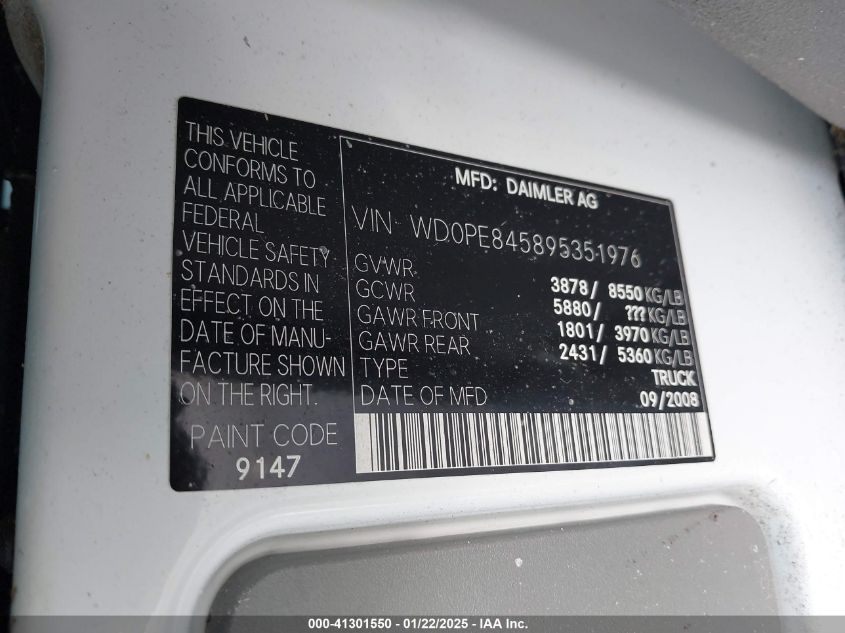 THIS VEHICLE
CONFORMS TO
ALL APPLICABLE
FEDERAL
VEHICLE SAFETY
STANDARDS IN
EFFECT ON THE
DATE OF MANU-
FACTURE SHOWN
ON THE RIGHT.
PAINT CODE
9147
MFD: DAIMLER AG
VIN WD0PE845895351976
GVWR 3878/ 8550 KG/LB
GCWR 5880/ ??? KG/LB
GAWR FRONT 1801/ 3970 KG/LB
GAWR REAR 2431/ 5360 KG/LB
TYPE TRUCK
DATE OF MFD 09/2008
000-41301550 - 01/22/2025 - IAA Inc.